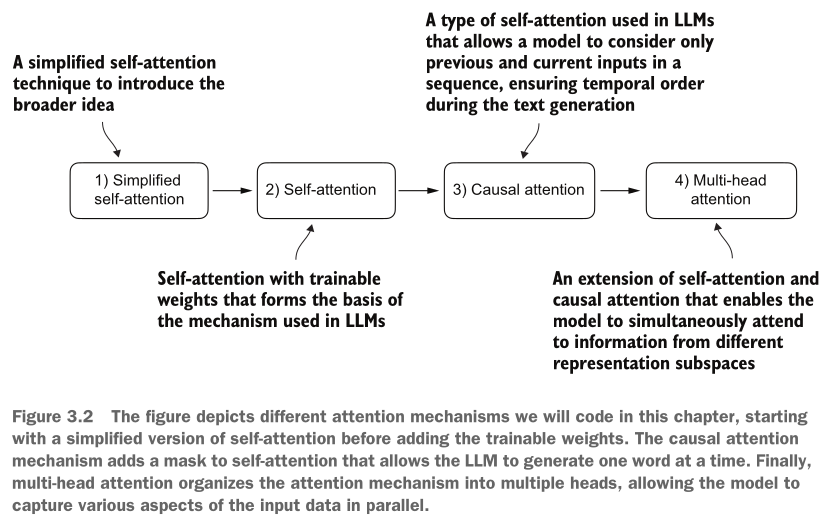 A simplified self-attention
technique to introduce the
broader idea
A type of self-attention used in LLMs
that allows a model to consider only
previous and current inputs in a
sequence, ensuring temporal order
during the text generation
1) Simplified
self-attention
2) Self-attention
3) Causal attention
4) Multi-head
attention
Self-attention with trainable
weights that forms the basis of
the mechanism used in LLMs
An extension of self-attention and
causal attention that enables the
model to simultaneously attend
to information from different
representation subspaces
Figure 3.2 The figure depicts different attention mechanisms we will code in this chapter, starting
with a simplified version of self-attention before adding the trainable weights. The causal attention
mechanism adds a mask to self-attention that allows the LLM to generate one word at a time. Finally,
multi-head attention organizes the attention mechanism into multiple heads, allowing the model to
capture various aspects of the input data in parallel.